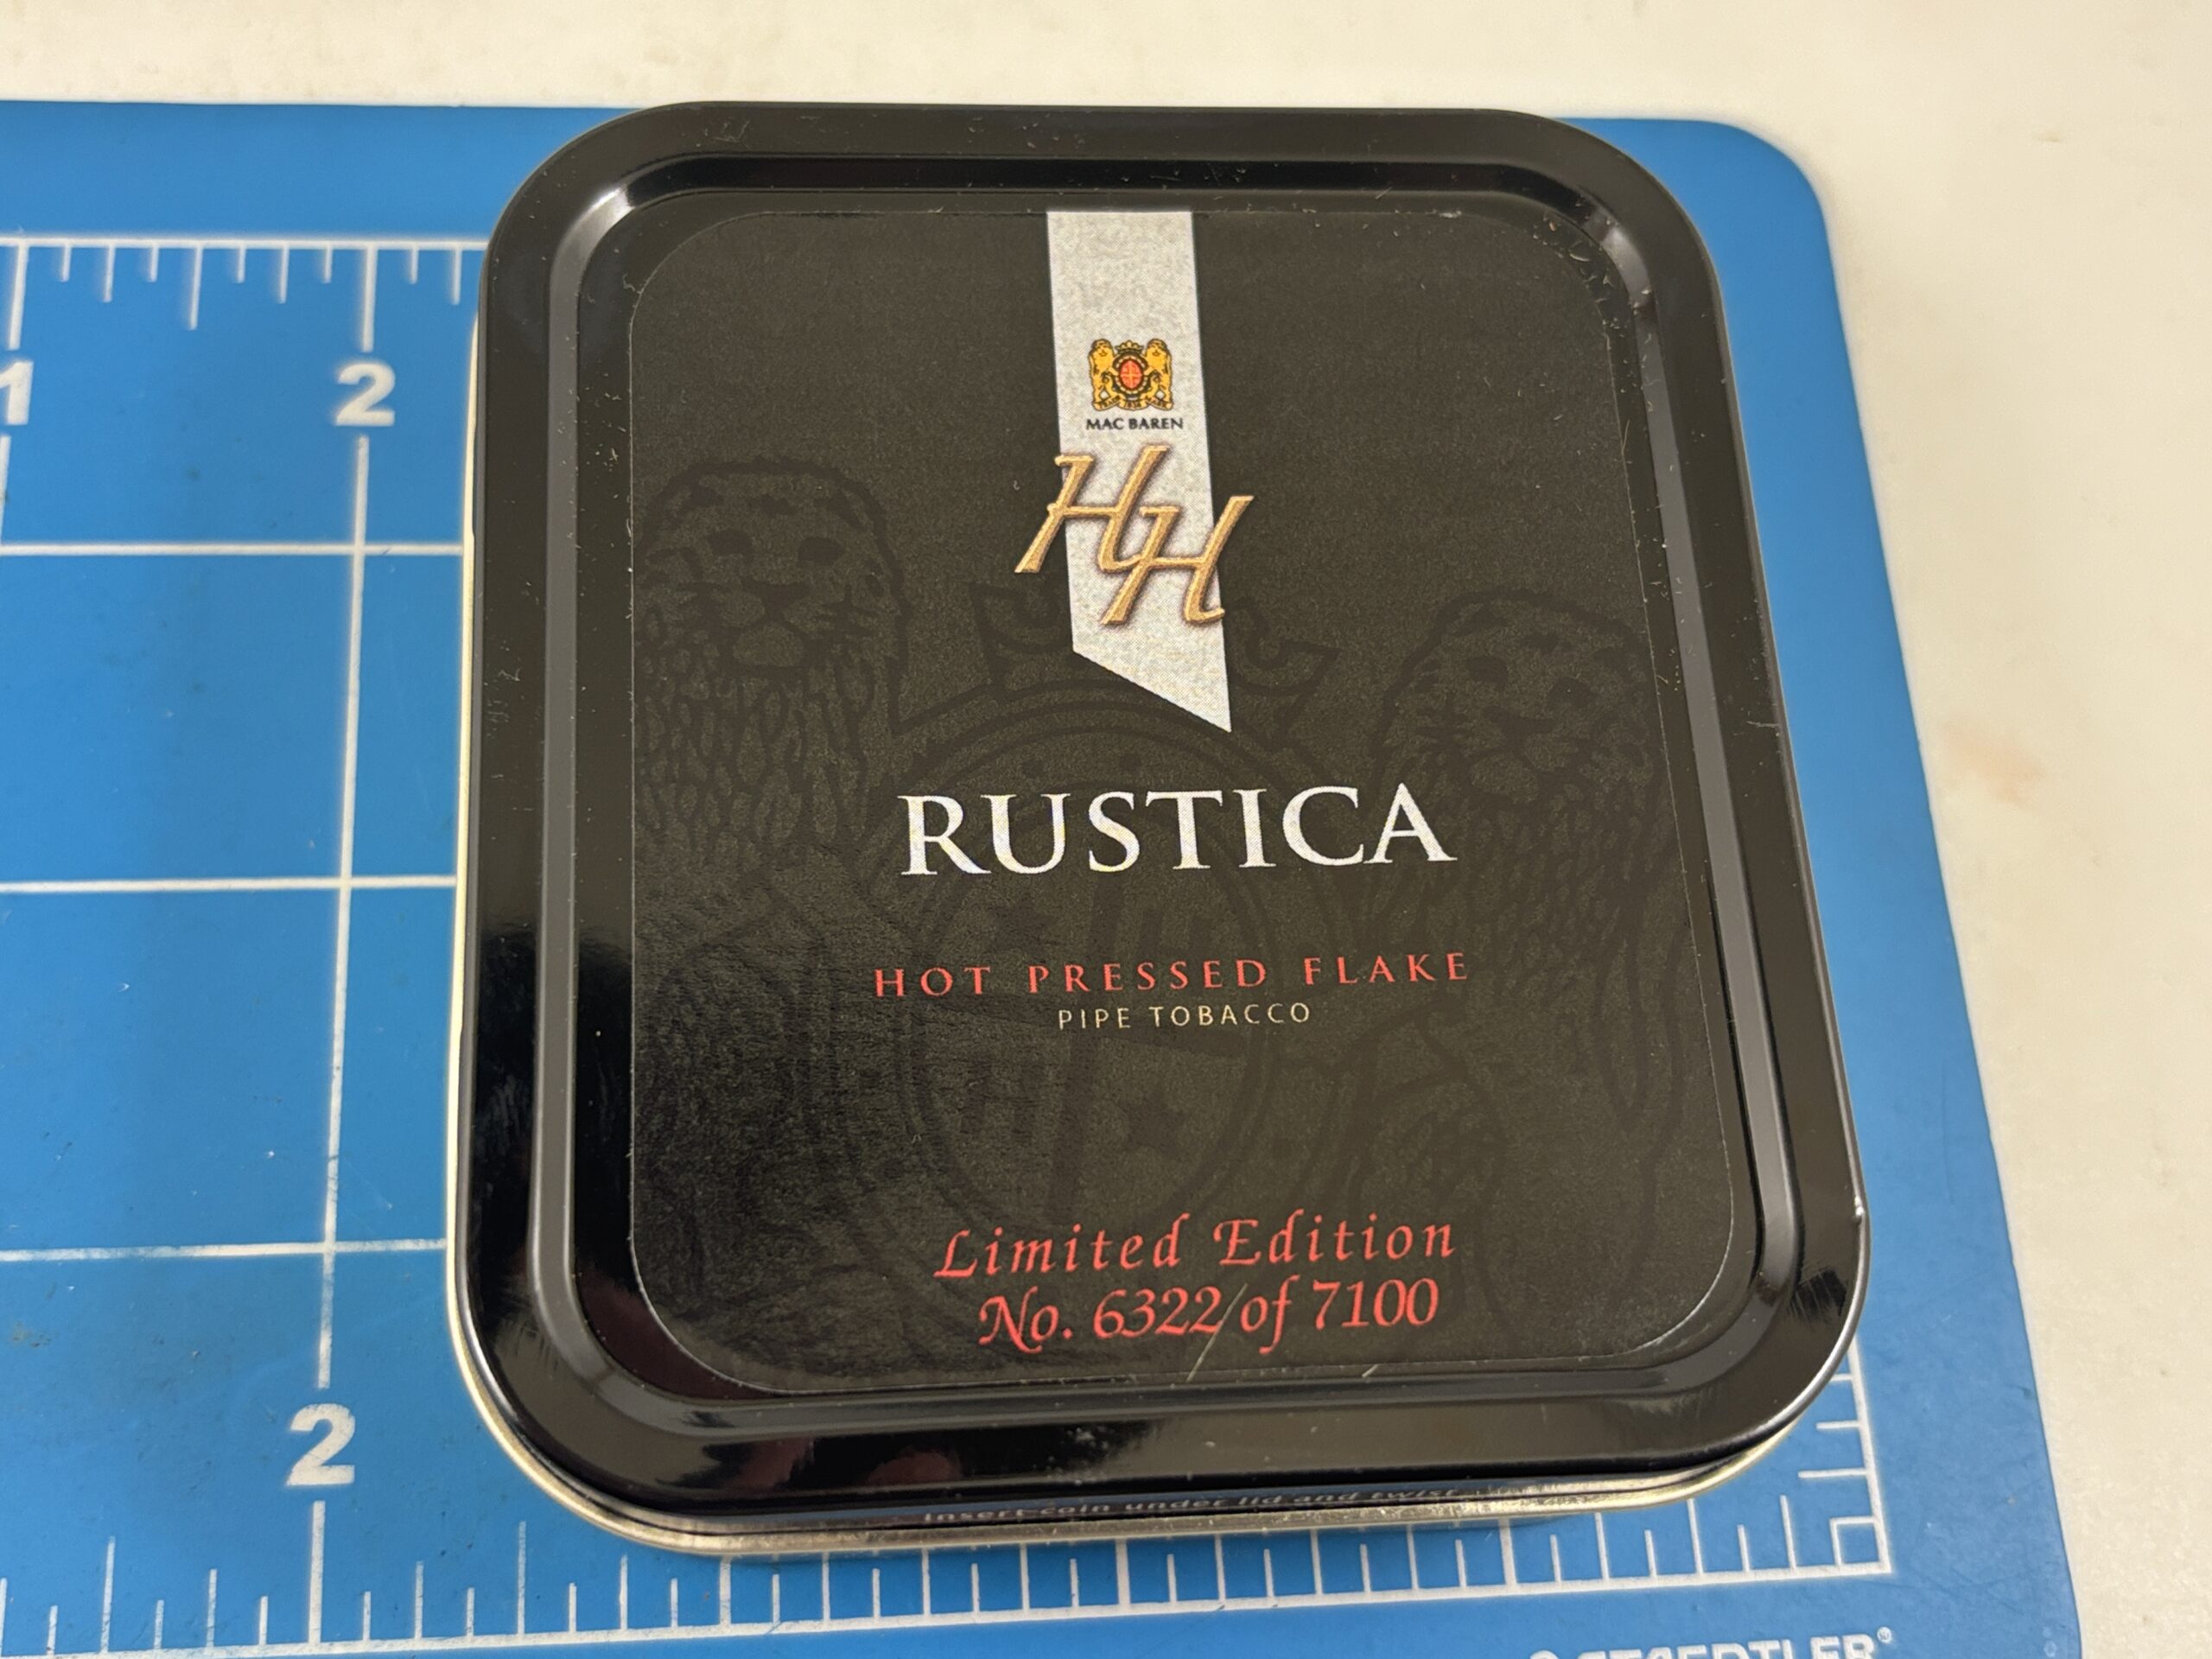 1
2
MAC BAREN
HH
RUSTICA
HOT PRESSED FLAKE
PIPE TOBACCO
Limited Edition
No. 6322 of 7100
insert coin under lid and twist
2
STAEDTLER®